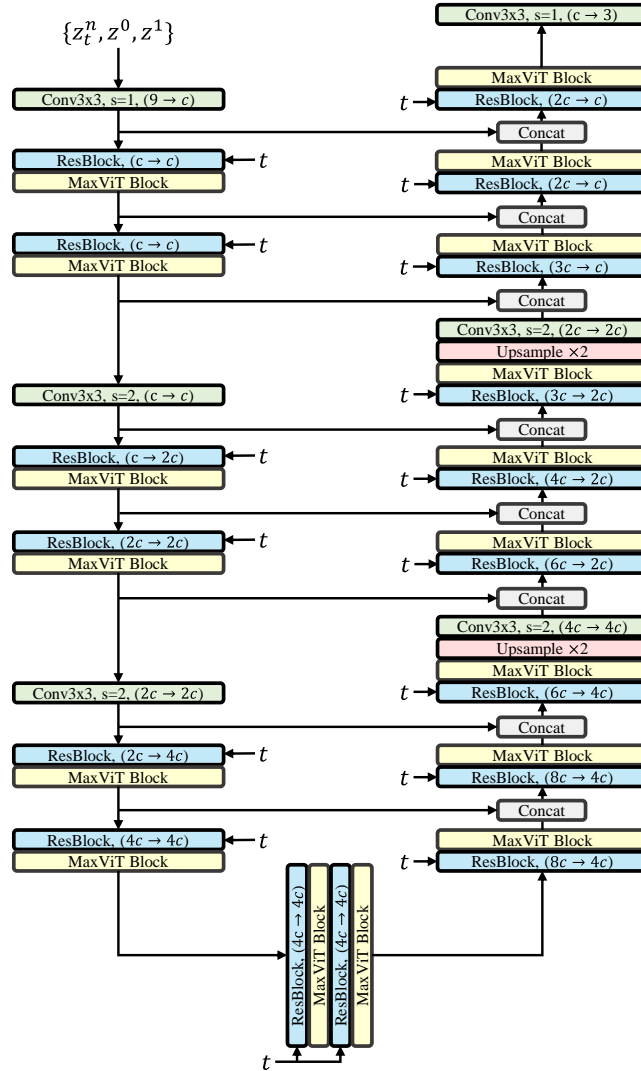 {z_t^n, z^0, z^1}
Conv3x3, s=1, (9 → c)
ResBlock, (c → c)
t
MaxViT Block
ResBlock, (c → c)
t
MaxViT Block
Conv3x3, s=2, (c → c)
ResBlock, (c → 2c)
t
MaxViT Block
ResBlock, (2c → 2c)
t
MaxViT Block
Conv3x3, s=2, (2c → 2c)
ResBlock, (2c → 4c)
t
MaxViT Block
ResBlock, (4c → 4c)
t
MaxViT Block
ResBlock, (4c → 4c)
MaxViT Block
ResBlock, (4c → 4c)
MaxViT Block
t
Conv3x3, s=1, (c → 3)
MaxViT Block
t
ResBlock, (2c → c)
Concat
MaxViT Block
t
ResBlock, (2c → c)
Concat
MaxViT Block
t
ResBlock, (3c → c)
Concat
Conv3x3, s=2, (2c → 2c)
Upsample ×2
MaxViT Block
t
ResBlock, (3c → 2c)
Concat
MaxViT Block
t
ResBlock, (4c → 2c)
Concat
MaxViT Block
t
ResBlock, (6c → 2c)
Concat
Conv3x3, s=2, (4c → 4c)
Upsample ×2
MaxViT Block
t
ResBlock, (6c → 4c)
Concat
MaxViT Block
t
ResBlock, (8c → 4c)
Concat
MaxViT Block
t
ResBlock, (8c → 4c)